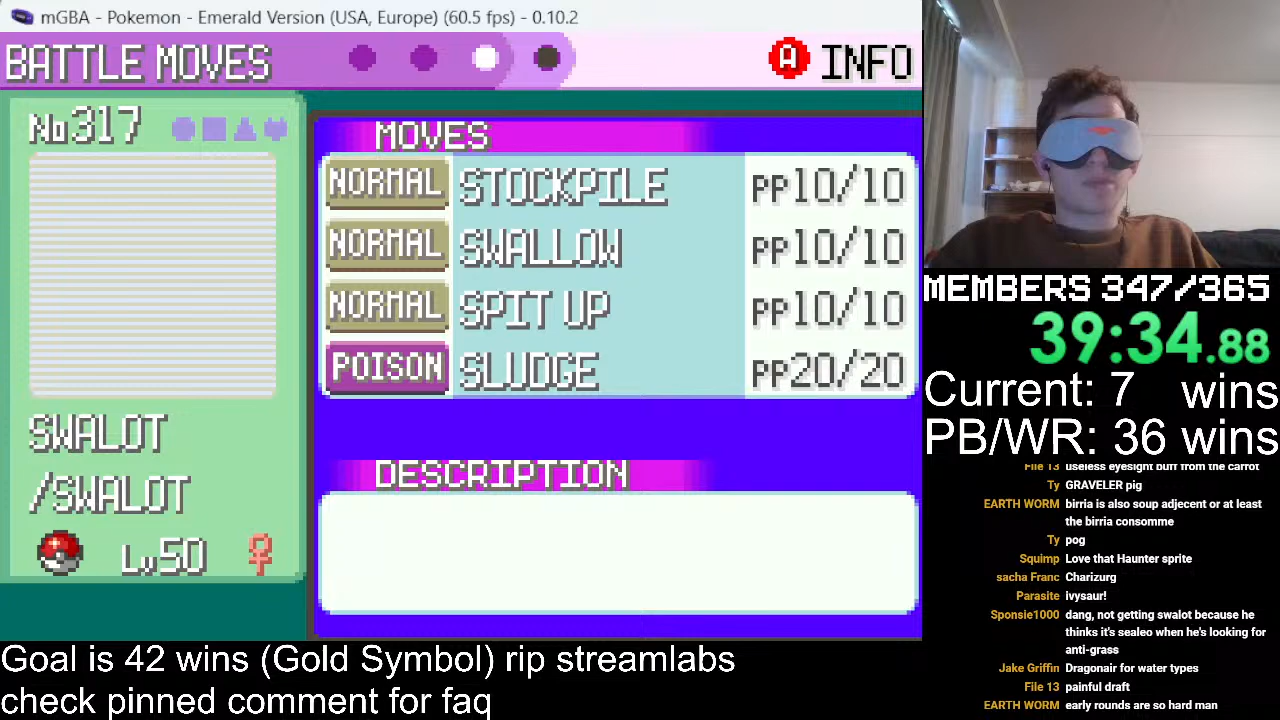 mGBA - Pokemon - Emerald Version (USA, Europe) (60.5 fps) - 0.10.2
BATTLE MOVES
A INFO
No317
MOVES
NORMAL STOCKPILE PP10/10
NORMAL SWALLOW PP10/10
NORMAL SPIT UP PP10/10
POISON SLUDGE PP20/20
SWALOT
/SWALOT
Lv50 ♀
DESCRIPTION
MEMBERS 347/365
39:34.88
Current: 7 wins
PB/WR: 36 wins
File 13 useless eyesight buff from the carrot
Ty GRAVELER pig
EARTH WORM birria is also soup adjecent or at least
the birria consomme
Ty pog
Squimp Love that Haunter sprite
sacha Franc Charizurg
Parasite ivysaur!
Sponsie1000 dang, not getting swalot because he
thinks it's sealeo when he's looking for
anti-grass
Jake Griffin Dragonair for water types
File 13 painful draft
EARTH WORM early rounds are so hard man
Goal is 42 wins (Gold Symbol) rip streamlabs
check pinned comment for faq